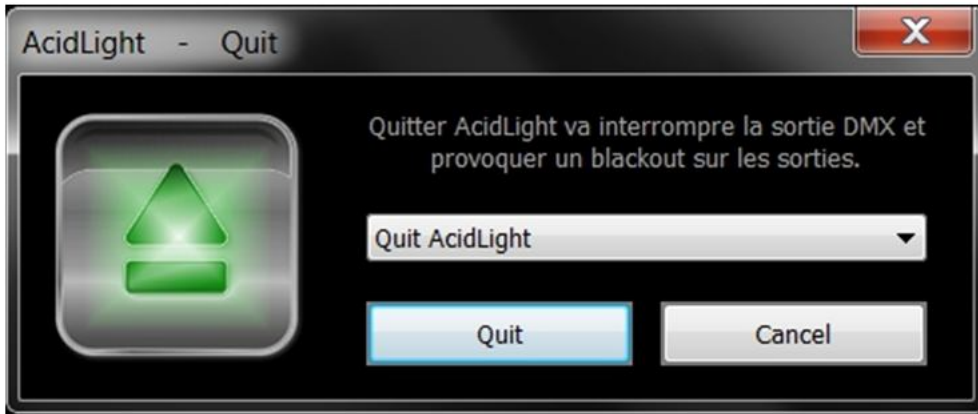 AcidLight - Quit
Quitter AcidLight va interrompre la sortie DMX et
provoquer un blackout sur les sorties.
Quit AcidLight
Quit Cancel